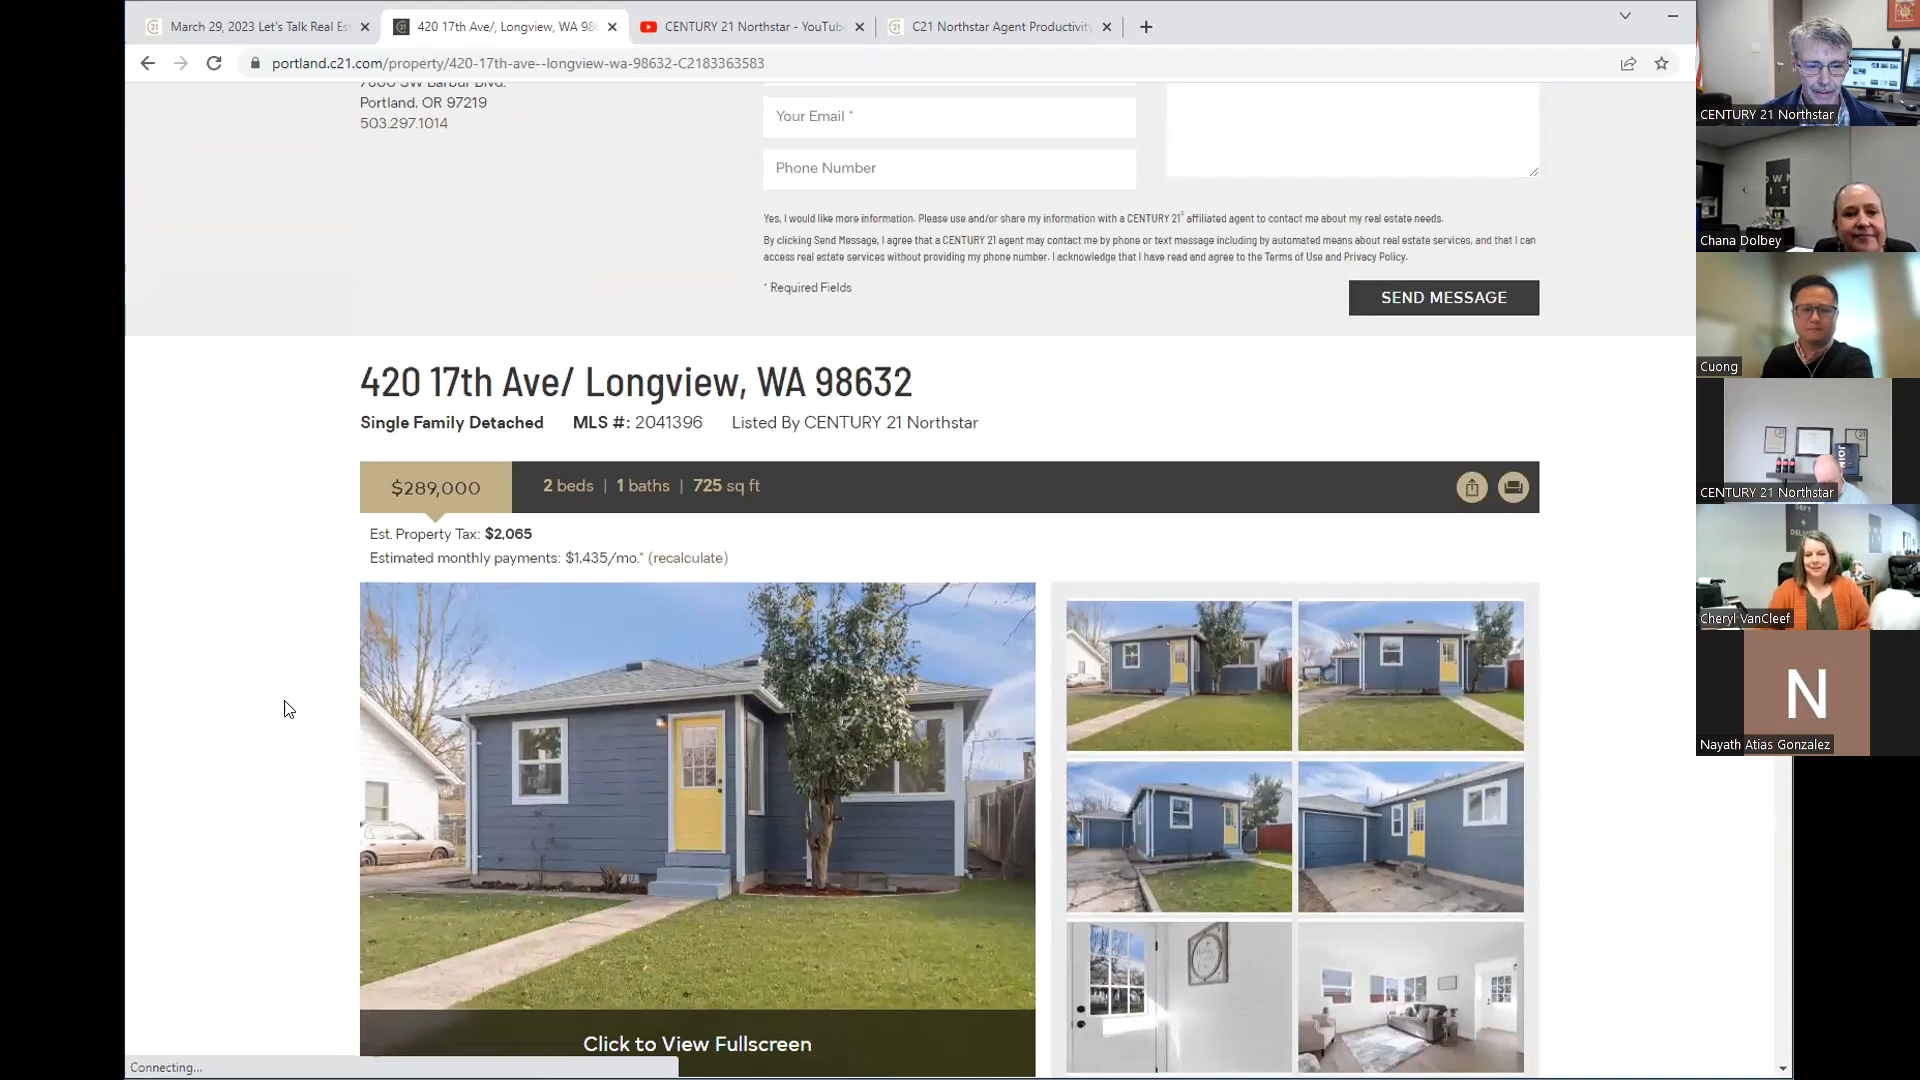 March 29, 2023 Let's Talk Real Es
420 17th Ave/, Longview, WA 986
CENTURY 21 Northstar - YouTube
C21 Northstar Agent Productivity
portland.c21.com/property/420-17th-ave--longview-wa-98632-C2183363583
7000 SW Barbur Blvd.
Portland, OR 97219
503.297.1014
Your Email *
Phone Number
Yes, I would like more information. Please use and/or share my information with a CENTURY 21® affiliated agent to contact me about my real estate needs.
By clicking Send Message, I agree that a CENTURY 21 agent may contact me by phone or text message including by automated means about real estate services, and that I can
access real estate services without providing my phone number. I acknowledge that I have read and agree to the Terms of Use and Privacy Policy.
* Required Fields
SEND MESSAGE
420 17th Ave/ Longview, WA 98632
Single Family Detached MLS #: 2041396 Listed By CENTURY 21 Northstar
$289,000
2 beds | 1 baths | 725 sq ft
Est. Property Tax: $2,065
Estimated monthly payments: $1,435/mo.* (recalculate)
Click to View Fullscreen
Connecting...
CENTURY 21 Northstar
Chana Dolbey
Cuong
CENTURY 21 Northstar
DEFY
Cheryl VanCleef
N
Nayath Atias Gonzalez